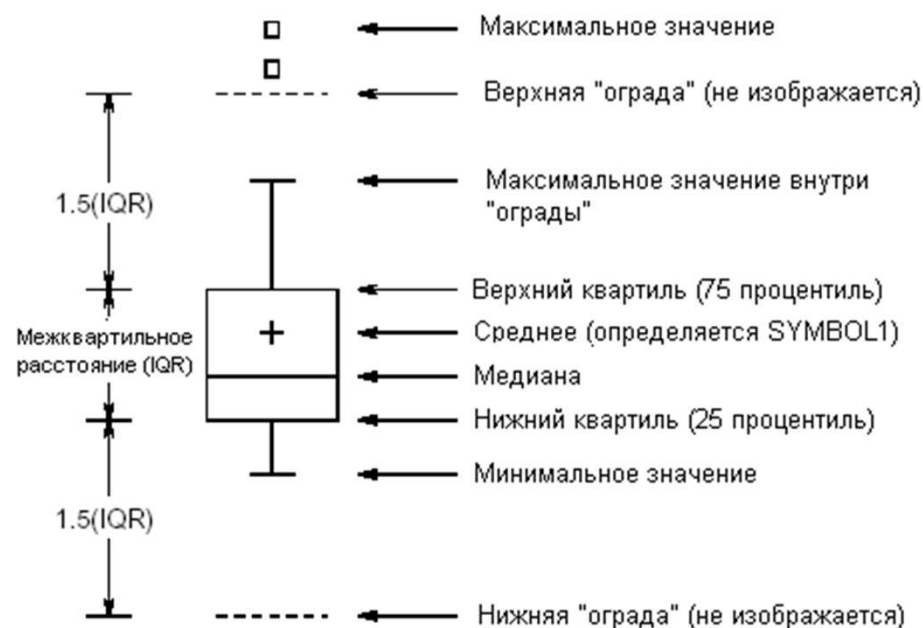 Максимальное значение
Верхняя "ограда" (не изображается)
1.5(IQR)
Максимальное значение внутри
"ограды"
Верхний квартиль (75 процентиль)
Межквартильное
расстояние (IQR)
Среднее (определяется SYMBOL1)
Медиана
Нижний квартиль (25 процентиль)
Минимальное значение
1.5(IQR)
Нижняя "ограда" (не изображается)